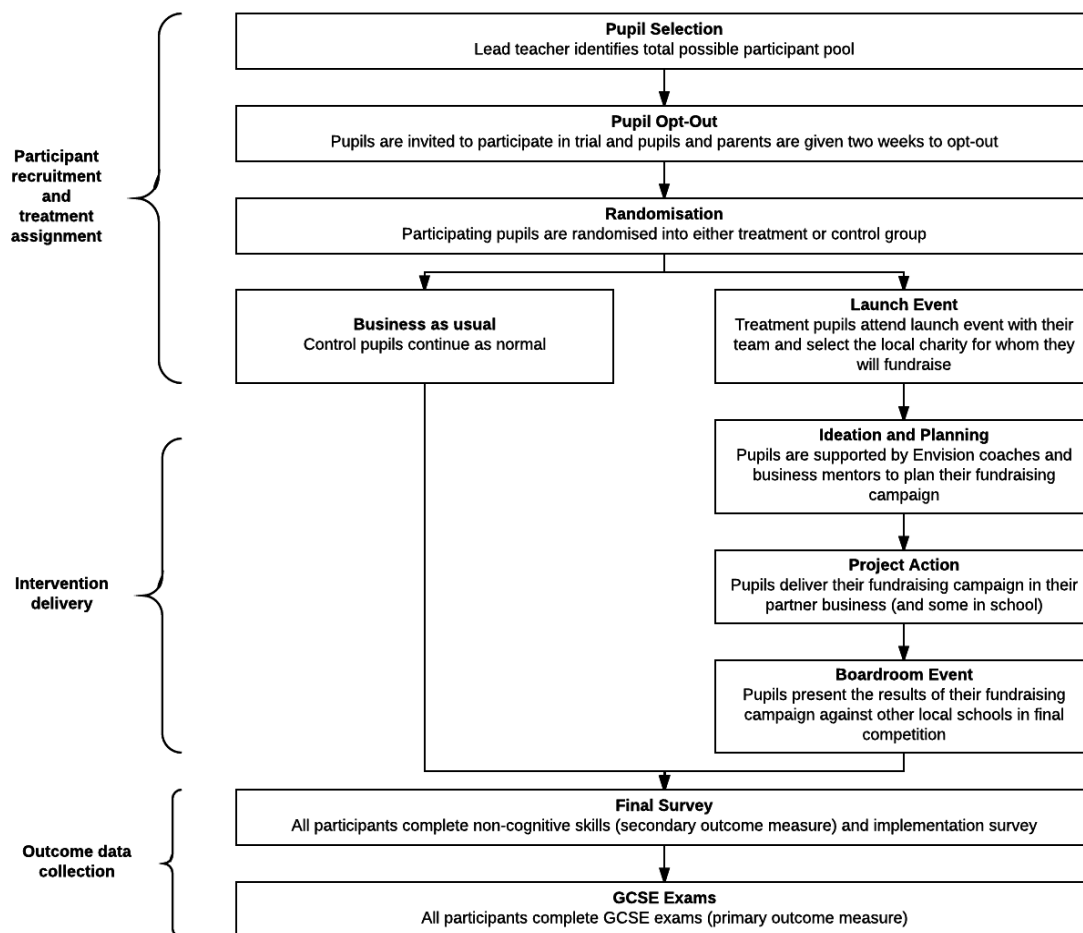 Pupil Selection
Lead teacher identifies total possible participant pool
Pupil Opt-Out
Pupils are invited to participate in trial and pupils and parents are given two weeks to opt-out
Participant
recruitment
and
treatment
assignment
Randomisation
Participating pupils are randomised into either treatment or control group
Business as usual
Control pupils continue as normal
Launch Event
Treatment pupils attend launch event with their
team and select the local charity for whom they
will fundraise
Ideation and Planning
Pupils are supported by Envision coaches and
business mentors to plan their fundraising
campaign
Intervention
delivery
Project Action
Pupils deliver their fundraising campaign in their
partner business (and some in school)
Boardroom Event
Pupils present the results of their fundraising
campaign against other local schools in final
competition
Outcome data
collection
Final Survey
All participants complete non-cognitive skills (secondary outcome measure) and implementation survey
GCSE Exams
All participants complete GCSE exams (primary outcome measure)